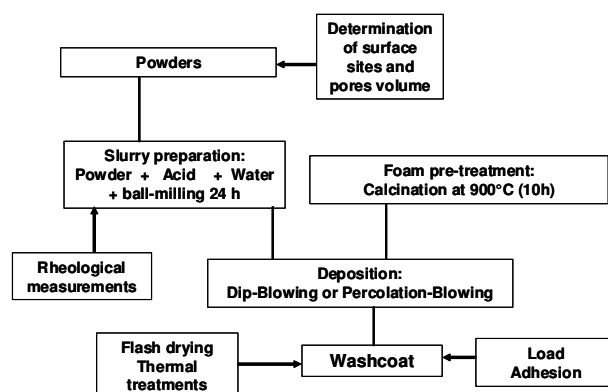 Determination
of surface
sites and
pores volume
Powders
Slurry preparation:
Powder + Acid + Water
+ ball-milling 24 h
Foam pre-treatment:
Calcination at 900°C (10h)
Rheological
measurements
Deposition:
Dip-Blowing or Percolation-Blowing
Flash drying
Thermal
treatments
Washcoat
Load
Adhesion